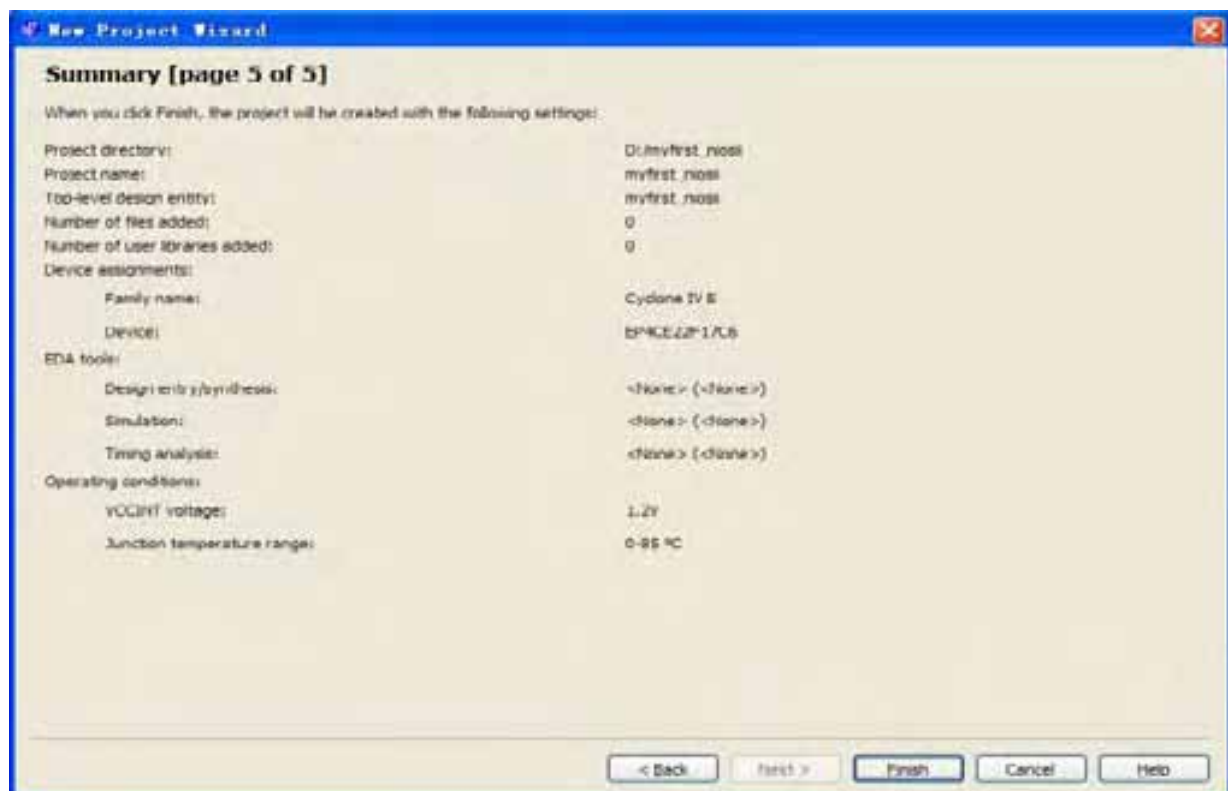 New Project Wizard
Summary [page 5 of 5]
When you click Finish, the project will be created with the following settings:
Project directory: D:/myfirst_niosii
Project name: myfirst_niosii
Top-level design entity: myfirst_niosii
Number of files added: 0
Number of user libraries added: 0
Device assignments:
Family name: Cyclone IV E
Device: EP4CE22F17C6
EDA tools:
Design entry/synthesis: <None> (<None>)
Simulation: <None> (<None>)
Timing analysis: <None> (<None>)
Operating conditions:
VCCINT voltage: 1.2V
Junction temperature range: 0-85 ºC
< Back Next > Finish Cancel Help